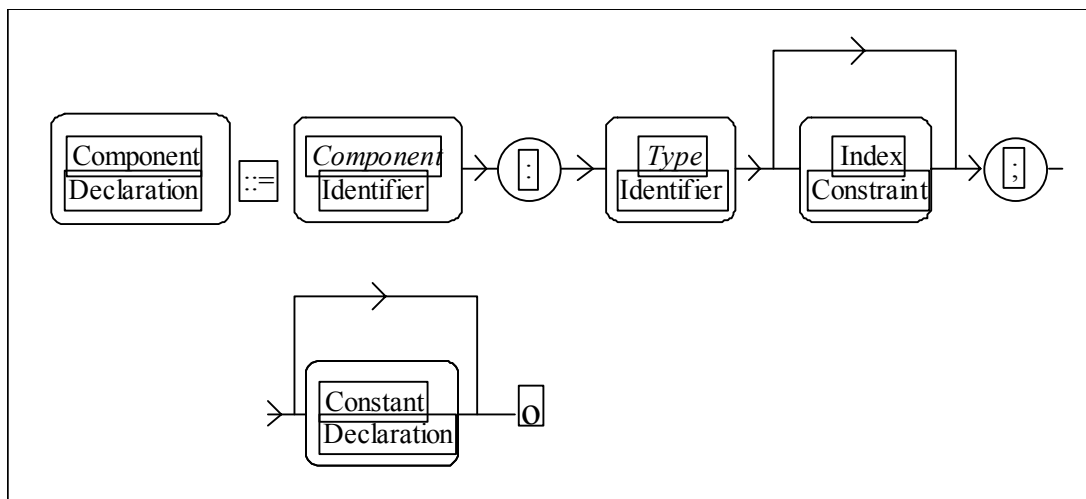 Component
Declaration
::=
Component
Identifier
:
Type
Identifier
Index
Constraint
;
Constant
Declaration
o